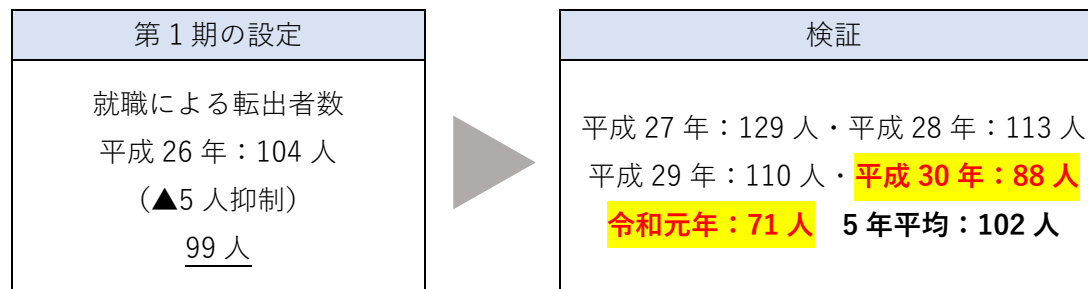 第1期の設定
就職による転出者数
平成 26 年：104 人
（▲5 人抑制）
99 人
検証
平成 27 年：129 人・平成 28 年：113 人
平成 29 年：110 人・平成 30 年：88 人
令和元年：71 人　5 年平均：102 人